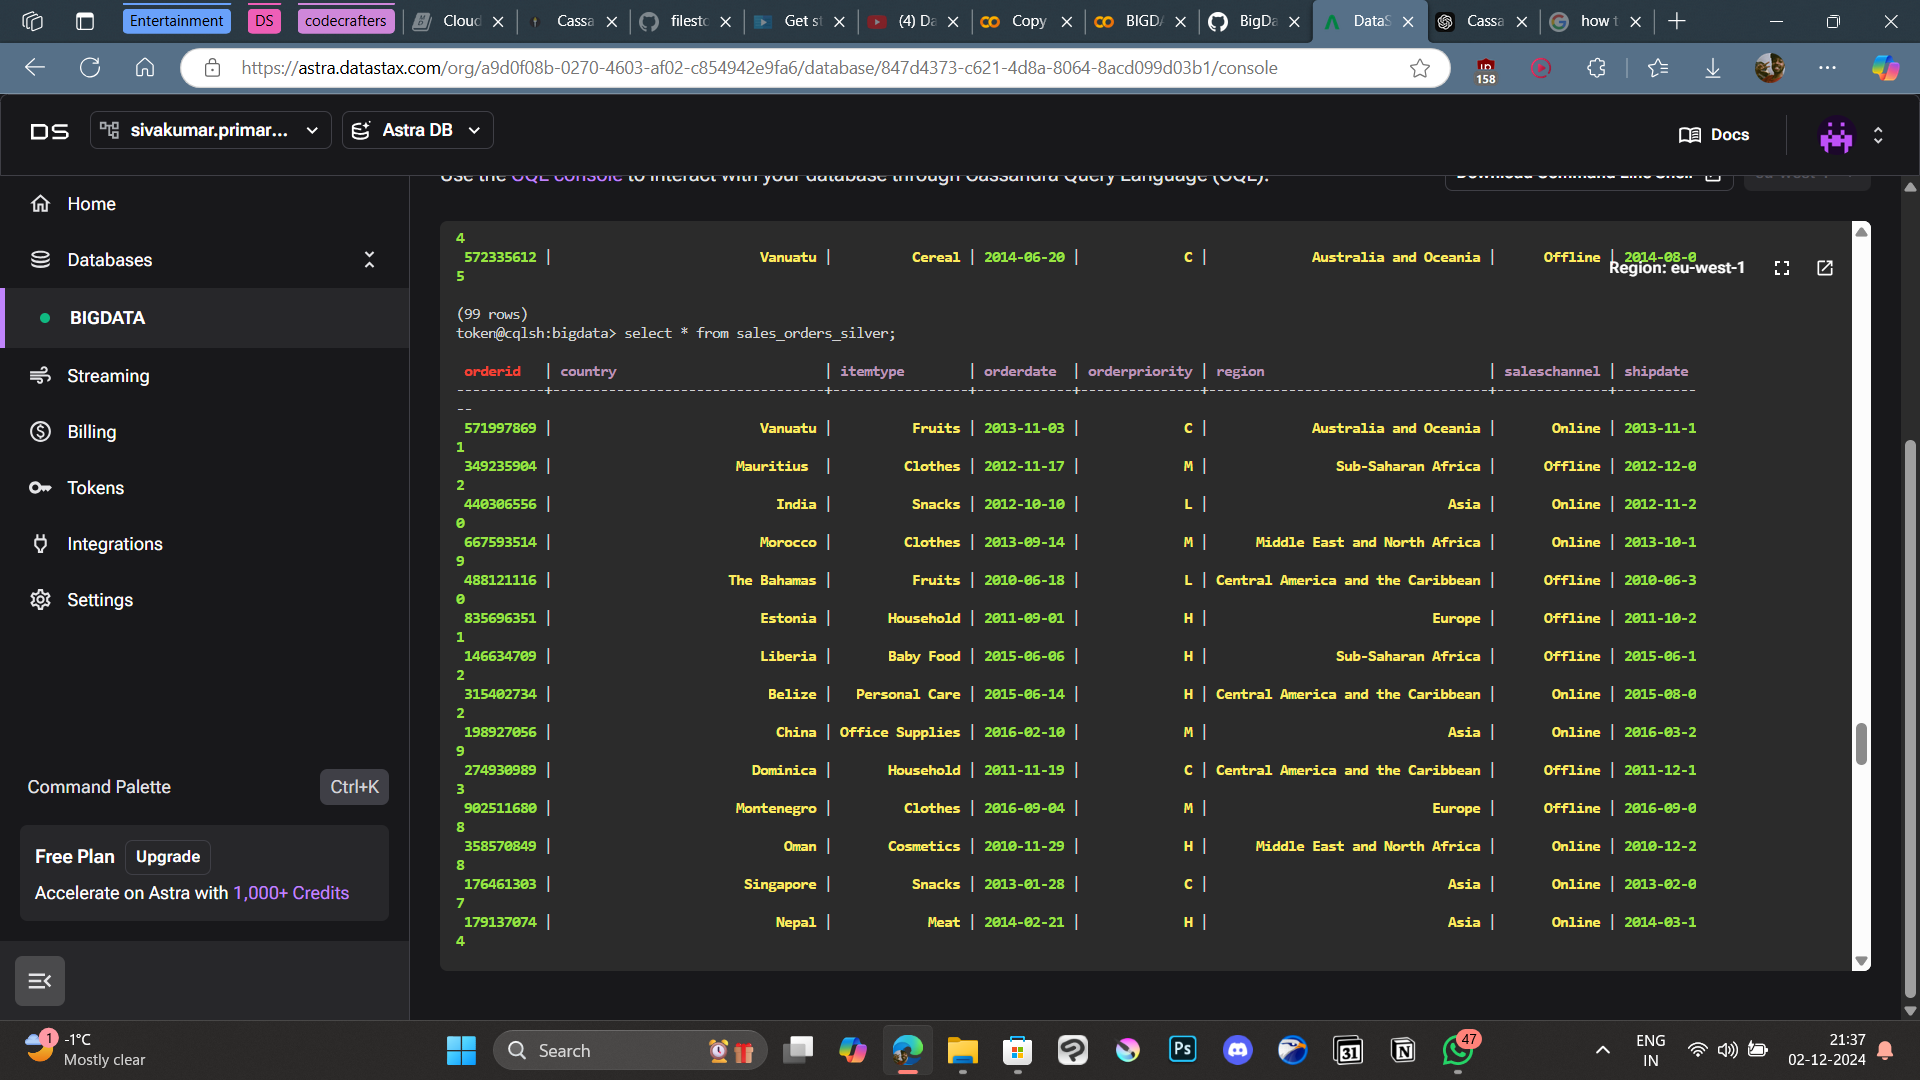 Entertainment DS codecrafters Cloud Cassa filesto Get st (4) Da Copy BIGDA BigDa DataS Cassa how t
https://astra.datastax.com/org/a9d0f08b-0270-4603-af02-c854942e9fa6/database/847d4373-c621-4d8a-8064-8acd099d03b1/console
158
DS sivakumar.primar... Astra DB Docs
Use the CQL console to interact with your database through Cassandra Query Language (CQL). Download Command Line Shell eu-west-1
Home
Databases
BIGDATA
Streaming
Billing
Tokens
Integrations
Settings
Command Palette Ctrl+K
Free Plan Upgrade
Accelerate on Astra with 1,000+ Credits
Region: eu-west-1
4
572335612 | Vanuatu | Cereal | 2014-06-20 | C | Australia and Oceania | Offline | 2014-08-0
5
(99 rows)
token@cqlsh:bigdata> select * from sales_orders_silver;
orderid | country | itemtype | orderdate | orderpriority | region | saleschannel | shipdate
--
571997869 | Vanuatu | Fruits | 2013-11-03 | C | Australia and Oceania | Online | 2013-11-1
1
349235904 | Mauritius | Clothes | 2012-11-17 | M | Sub-Saharan Africa | Offline | 2012-12-0
2
440306556 | India | Snacks | 2012-10-10 | L | Asia | Online | 2012-11-2
0
667593514 | Morocco | Clothes | 2013-09-14 | M | Middle East and North Africa | Online | 2013-10-1
9
488121116 | The Bahamas | Fruits | 2010-06-18 | L | Central America and the Caribbean | Offline | 2010-06-3
0
835696351 | Estonia | Household | 2011-09-01 | H | Europe | Offline | 2011-10-2
1
146634709 | Liberia | Baby Food | 2015-06-06 | H | Sub-Saharan Africa | Offline | 2015-06-1
2
315402734 | Belize | Personal Care | 2015-06-14 | H | Central America and the Caribbean | Online | 2015-08-0
2
198927056 | China | Office Supplies | 2016-02-10 | M | Asia | Online | 2016-03-2
9
274930989 | Dominica | Household | 2011-11-19 | C | Central America and the Caribbean | Offline | 2011-12-1
3
902511680 | Montenegro | Clothes | 2016-09-04 | M | Europe | Offline | 2016-09-0
8
358570849 | Oman | Cosmetics | 2010-11-29 | H | Middle East and North Africa | Online | 2010-12-2
8
176461303 | Singapore | Snacks | 2013-01-28 | C | Asia | Online | 2013-02-0
7
179137074 | Nepal | Meat | 2014-02-21 | H | Asia | Online | 2014-03-1
4
1 -1°C
Mostly clear
Search
Ps
31
47
ENG
IN
21:37
02-12-2024